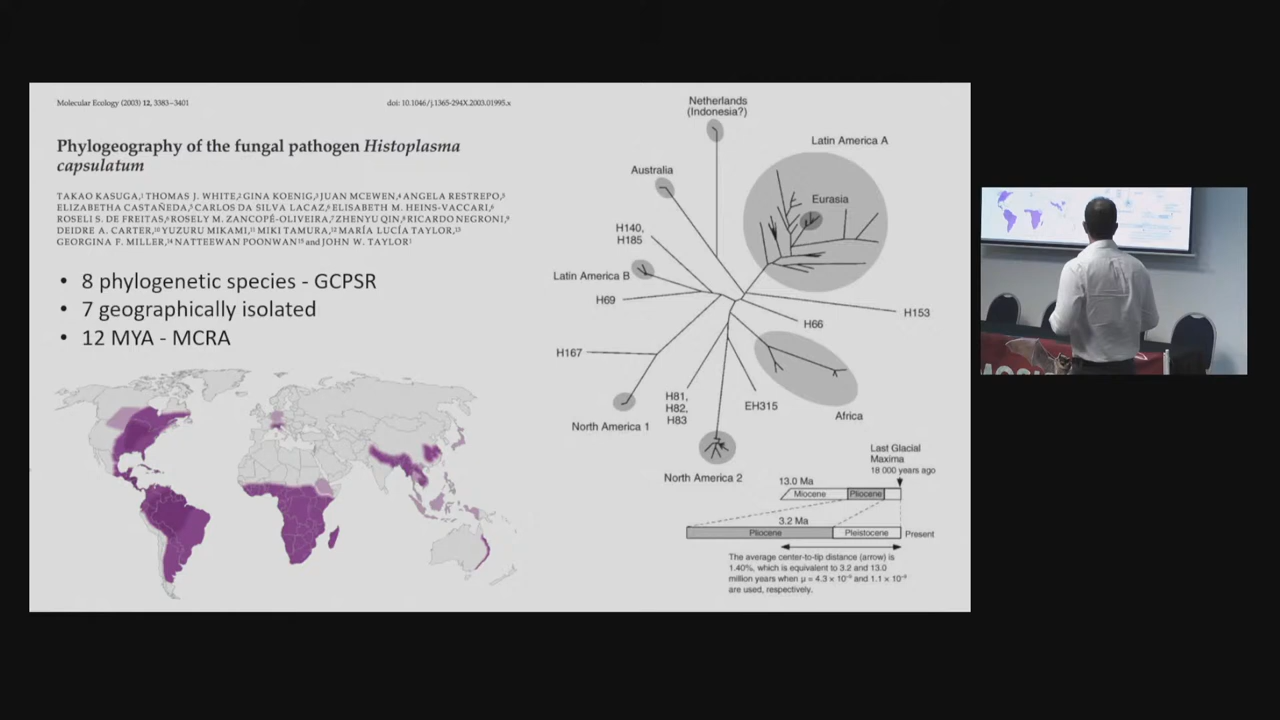 Molecular Ecology (2003) 12, 3383–3401
doi: 10.1046/j.1365-294X.2003.01995.x
Phylogeography of the fungal pathogen Histoplasma
capsulatum
TAKAO KASUGA,¹ THOMAS J. WHITE,² GINA KOENIG,³ JUAN MCEWEN,⁴ ANGELA RESTREPO,⁵
ELIZABETHA CASTAÑEDA,⁵ CARLOS DA SILVA LACAZ,⁶ ELISABETH M. HEINS-VACCARI,⁶
ROSELI S. DE FREITAS,⁶ ROSELY M. ZANCOPÉ-OLIVEIRA,⁷ ZHENYU QIN,⁸ RICARDO NEGRONI,⁹
DEIDRE A. CARTER,¹⁰ YUZURU MIKAMI,¹¹ MIKI TAMURA,¹² MARÍA LUCÍA TAYLOR,¹³
GEORGINA F. MILLER,¹⁴ NATTEEWAN POONWAN¹⁵ and JOHN W. TAYLOR¹
• 8 phylogenetic species - GCPSR
• 7 geographically isolated
• 12 MYA - MCRA
Netherlands
(Indonesia?)
Latin America A
Australia
Eurasia
H140,
H185
Latin America B
H69
H153
H66
H167
H81,
H82,
H83
EH315
Africa
North America 1
North America 2
Last Glacial
Maxima
18 000 years ago
13.0 Ma
Miocene
Pliocene
3.2 Ma
Pliocene
Pleistocene
Present
The average center-to-tip distance (arrow) is
1.40%, which is equivalent to 3.2 and 13.0
million years when μ = 4.3 × 10⁻⁹ and 1.1 × 10⁻⁹
are used, respectively.